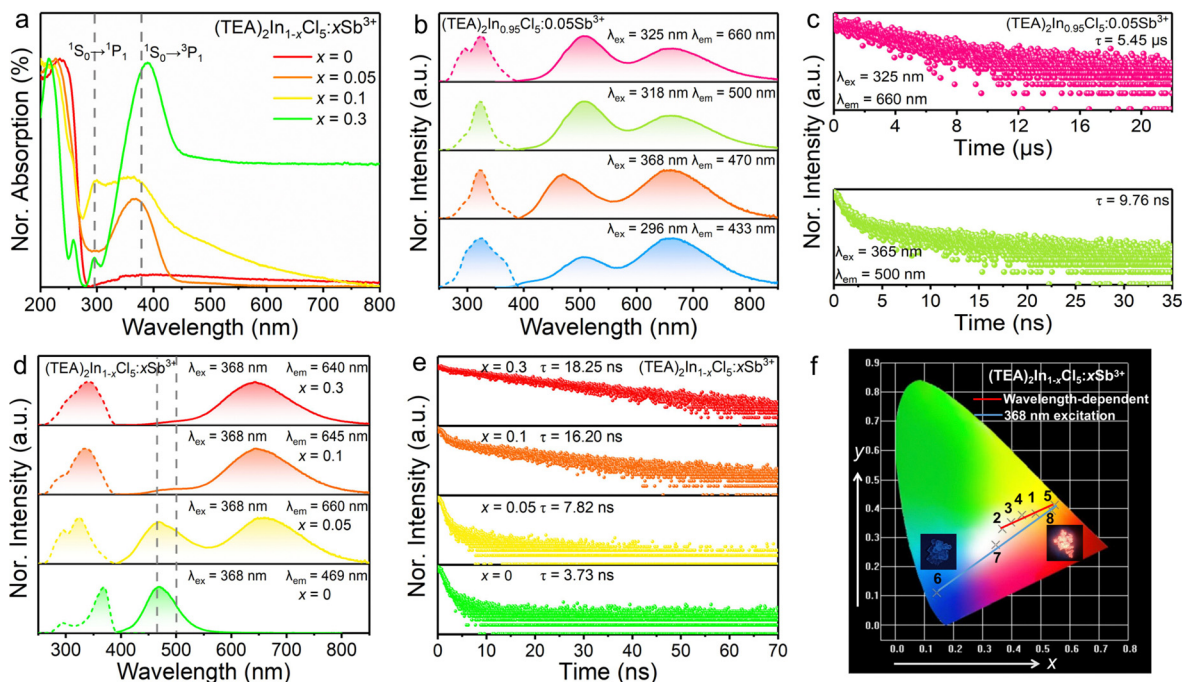 a
(TEA)₂In₁₋ₓCl₅:xSb³⁺
¹S₀→¹P₁
¹S₀→³P₁
x = 0
x = 0.05
x = 0.1
x = 0.3
Nor. Absorption (%)
200 300 400 500 600 700 800
Wavelength (nm)
b
(TEA)₂In₀.₉₅Cl₅:0.05Sb³⁺
λex = 325 nm λem = 660 nm
λex = 318 nm λem = 500 nm
λex = 368 nm λem = 470 nm
λex = 296 nm λem = 433 nm
Nor. Intensity (a.u.)
300 400 500 600 700 800
Wavelength (nm)
c
(TEA)₂In₀.₉₅Cl₅:0.05Sb³⁺
τ = 5.45 μs
λex = 325 nm
λem = 660 nm
0 4 8 12 16 20
Time (μs)
Nor. Intensity (a.u.)
τ = 9.76 ns
λex = 365 nm
λem = 500 nm
0 5 10 15 20 25 30 35
Time (ns)
d
(TEA)₂In₁₋ₓCl₅:xSb³⁺
λex = 368 nm λem = 640 nm
x = 0.3
λex = 368 nm λem = 645 nm
x = 0.1
λex = 368 nm λem = 660 nm
x = 0.05
λex = 368 nm λem = 469 nm
x = 0
Nor. Intensity (a.u.)
300 400 500 600 700 800
Wavelength (nm)
e
(TEA)₂In₁₋ₓCl₅:xSb³⁺
x = 0.3 τ = 18.25 ns
x = 0.1 τ = 16.20 ns
x = 0.05 τ = 7.82 ns
x = 0 τ = 3.73 ns
Nor. Intensity (a.u.)
0 10 20 30 40 50 60 70
Time (ns)
f
(TEA)₂In₁₋ₓCl₅:xSb³⁺
Wavelength-dependent
368 nm excitation
0.9
0.8
0.7
0.6
0.5
0.4
0.3
0.2
0.1
0.0
y
2 3 4 1 5
8
7
6
0.0 0.1 0.2 0.3 0.4 0.5 0.6 0.7 0.8
x